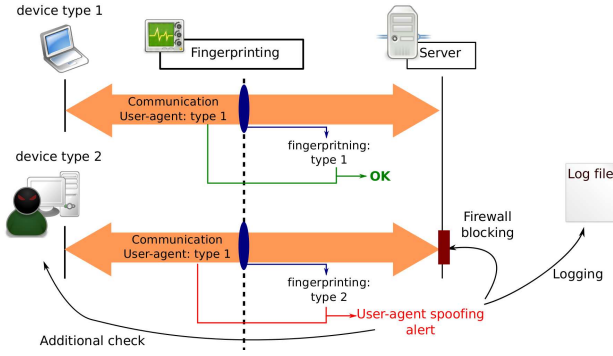 device type 1
Fingerprinting
Server
Communication
User-agent: type 1
fingerpritning:
type 1
OK
device type 2
Log file
Firewall
blocking
Communication
User-agent: type 1
fingerprinting:
type 2
Logging
User-agent spoofing
alert
Additional check